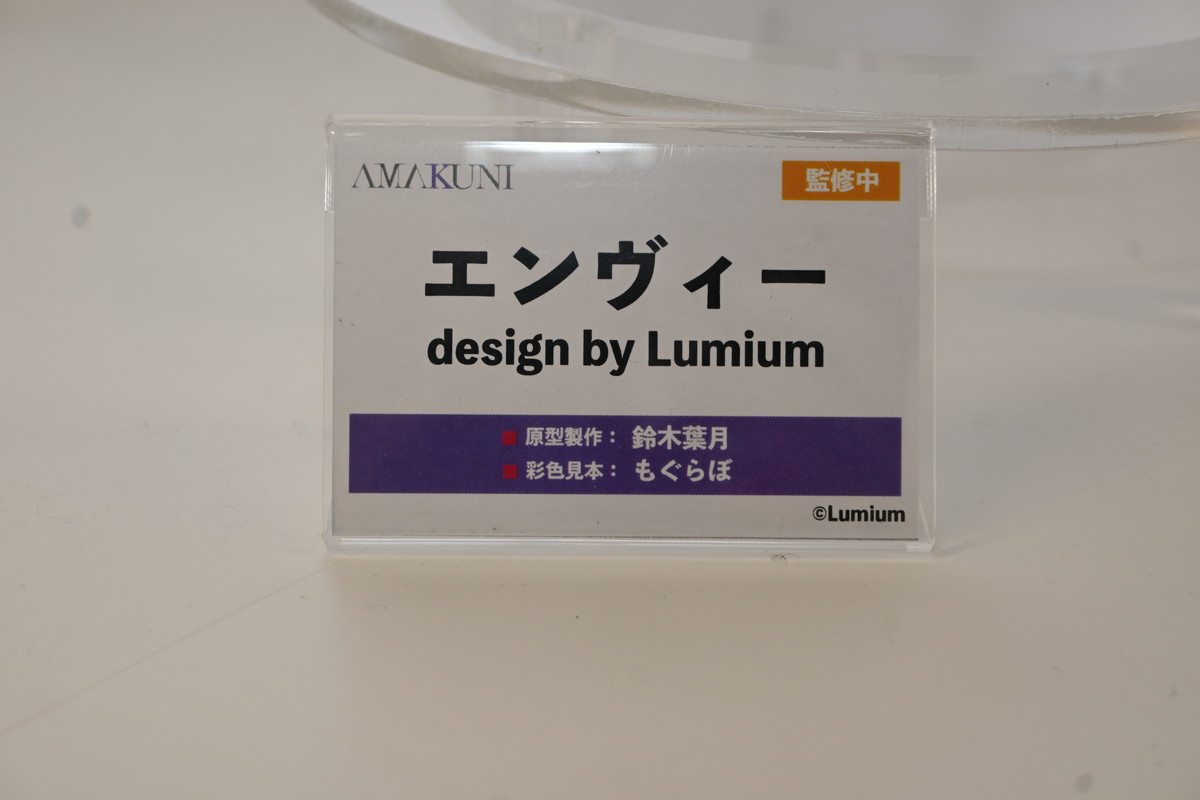 AMAKUNI
監修中
エンヴィー
design by Lumium
■ 原型製作： 鈴木葉月
■ 彩色見本： もぐらぼ
©Lumium